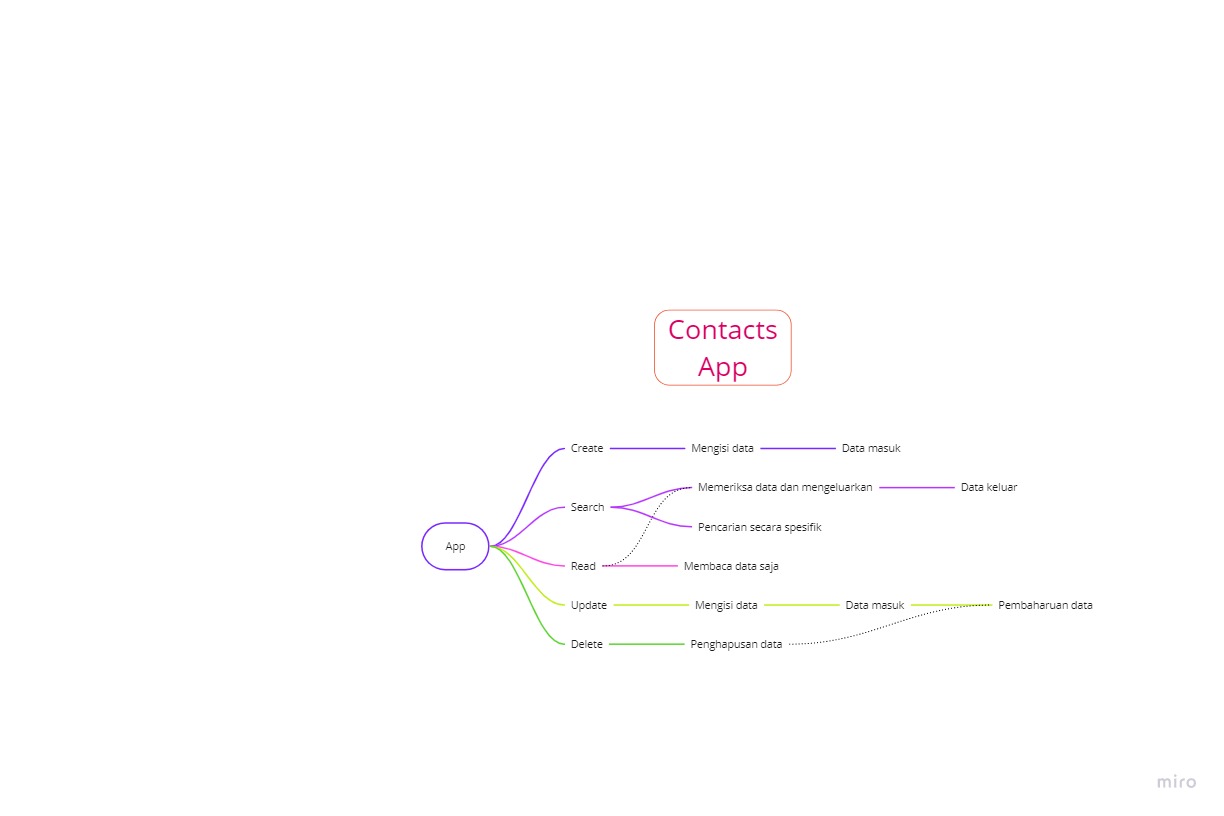 Contacts
App
Create
Mengisi data
Data masuk
Memeriksa data dan mengeluarkan
Data keluar
Search
Pencarian secara spesifik
App
Read
Membaca data saja
Update
Mengisi data
Data masuk
Pembaharuan data
Delete
Penghapusan data
miro